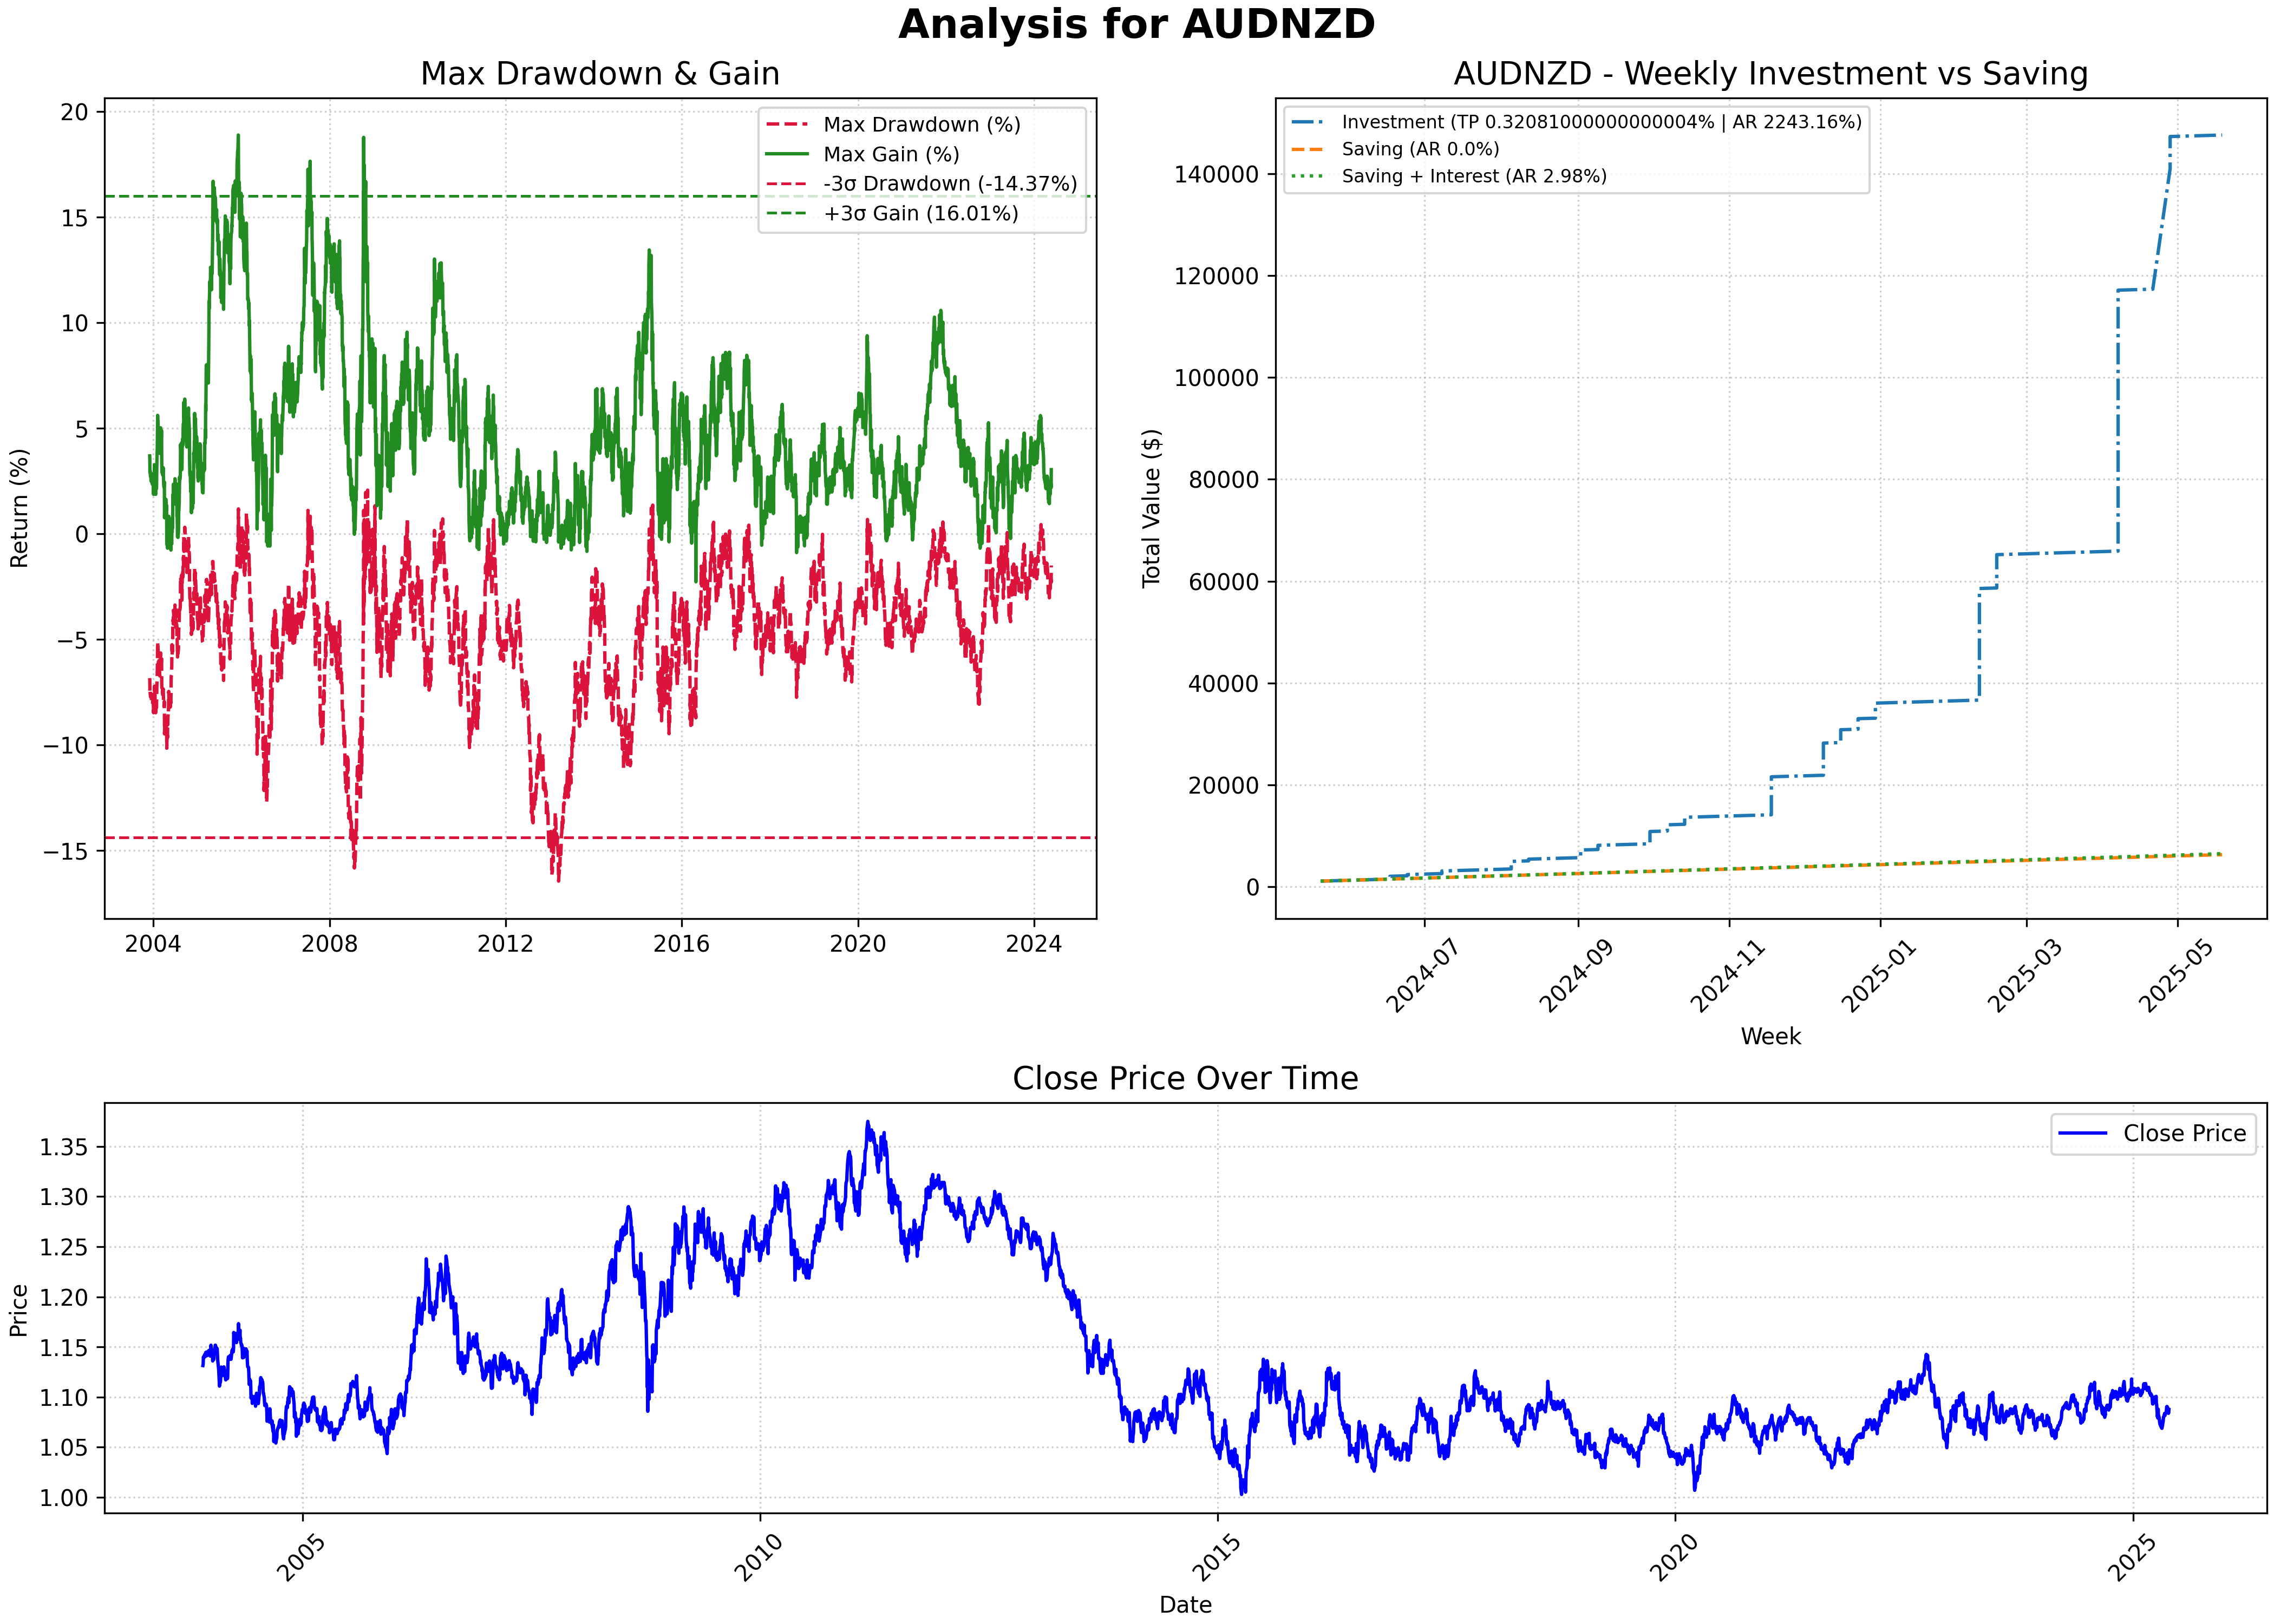 Analysis for AUDNZD
Max Drawdown & Gain
Return (%)
20
15
10
5
0
−5
−10
−15
2004
2008
2012
2016
2020
2024
Max Drawdown (%)
Max Gain (%)
-3σ Drawdown (-14.37%)
+3σ Gain (16.01%)
AUDNZD - Weekly Investment vs Saving
Total Value ($)
140000
120000
100000
80000
60000
40000
20000
0
2024-07
2024-09
2024-11
2025-01
2025-03
2025-05
Week
Investment (TP 0.32081000000000004% | AR 2243.16%)
Saving (AR 0.0%)
Saving + Interest (AR 2.98%)
Close Price Over Time
Price
1.35
1.30
1.25
1.20
1.15
1.10
1.05
1.00
2005
2010
2015
2020
2025
Date
Close Price